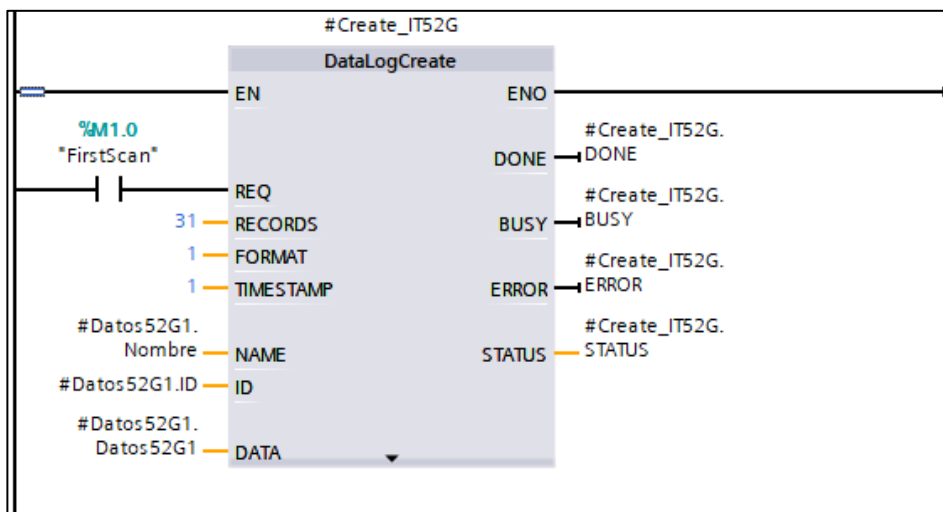 #Create_IT52G
DataLogCreate
EN
ENO
%M1.0
"FirstScan"
#Create_IT52G.
DONE
DONE
REQ
#Create_IT52G.
31
RECORDS
BUSY
BUSY
1
FORMAT
#Create_IT52G.
1
TIMESTAMP
ERROR
ERROR
#Datos52G1.
Nombre
NAME
#Create_IT52G.
STATUS
STATUS
#Datos52G1.ID
ID
#Datos52G1.
Datos52G1
DATA